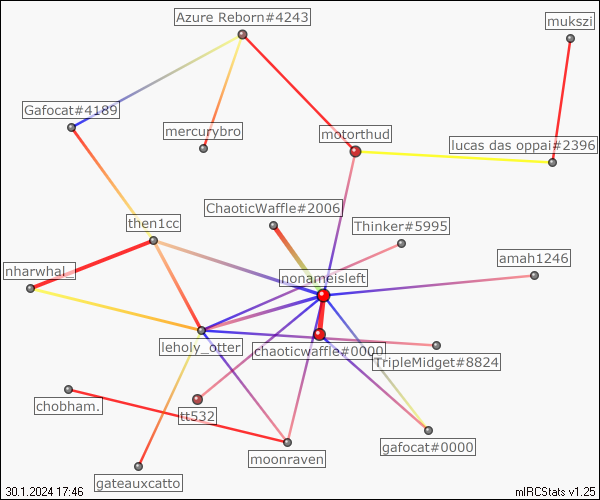 Azure Reborn#4243
mukszi
Gafocat#4189
mercurybro
motorthud
lucas das oppai#2396
ChaoticWaffle#2006
then1cc
Thinker#5995
nharwhal_
nonameisleft
amah1246
leholy_otter
chaoticwaffle#0000
TripleMidget#8824
chobham.
tt532
moonraven
gafocat#0000
gateauxcatto
30.1.2024 17:46
mIRCStats v1.25